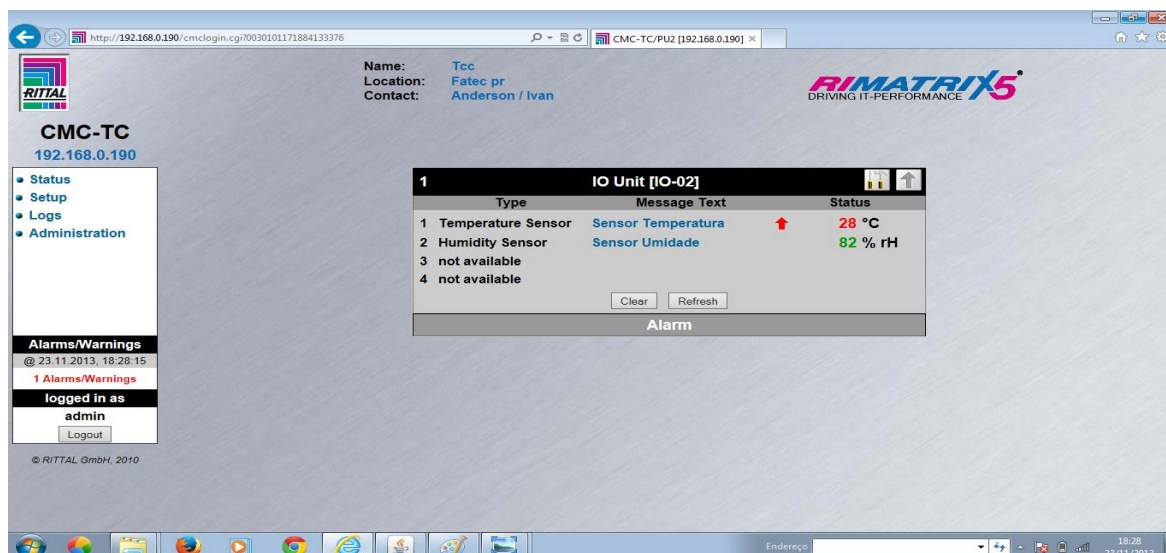 http://192.168.0.190/cmclogin.cgi?0030101171884133376
CMC-TC/PU2 [192.168.0.190]
RITTAL
Name: Tcc
Location: Fatec pr
Contact: Anderson / Ivan
RIMATRIX5
DRIVING IT-PERFORMANCE
CMC-TC
192.168.0.190
Status
Setup
Logs
Administration
1 IO Unit [IO-02]
Type Message Text Status
1 Temperature Sensor Sensor Temperatura 28 °C
2 Humidity Sensor Sensor Umidade 82 % rH
3 not available
4 not available
Clear Refresh
Alarm
Alarms/Warnings
@ 23.11.2013, 18:28:15
1 Alarms/Warnings
logged in as
admin
Logout
© RITTAL GmbH, 2010
Endereço
18:28
23/11/2013